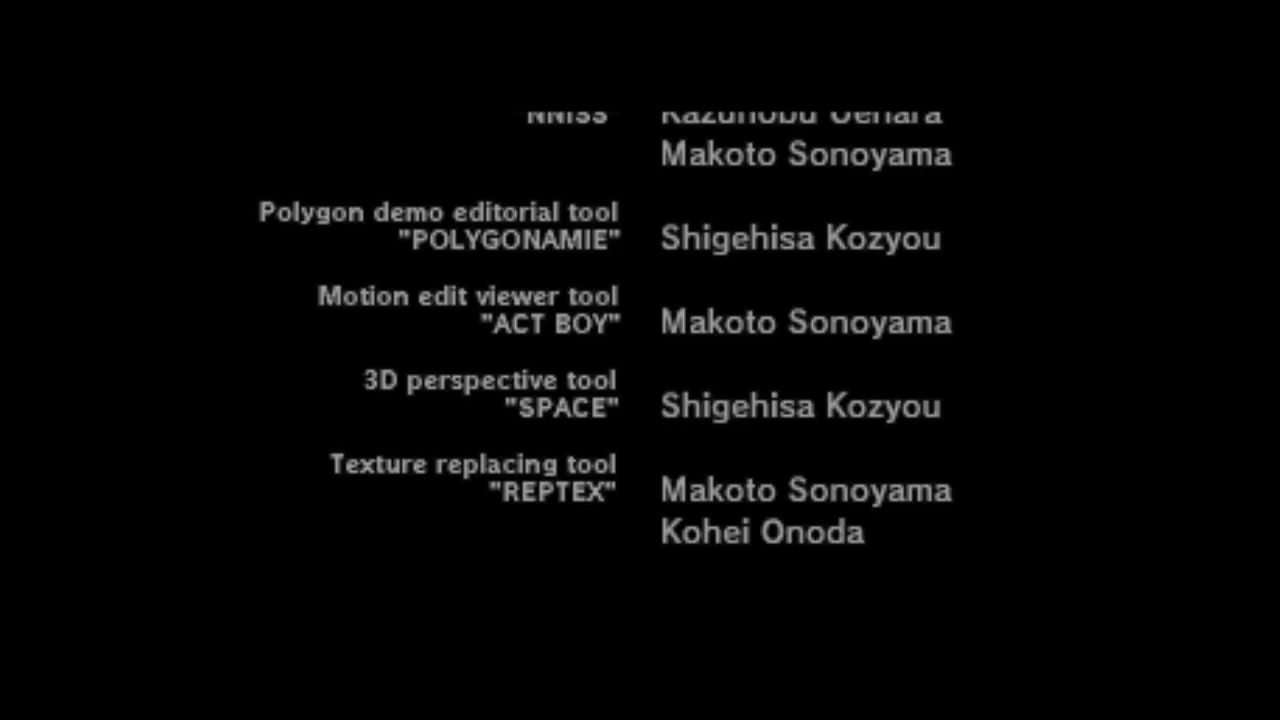 Makoto Sonoyama
Polygon demo editorial tool
"POLYGONAMIE" Shigehisa Kozyou
Motion edit viewer tool
"ACT BOY" Makoto Sonoyama
3D perspective tool
"SPACE" Shigehisa Kozyou
Texture replacing tool
"REPTEX" Makoto Sonoyama
Kohei Onoda